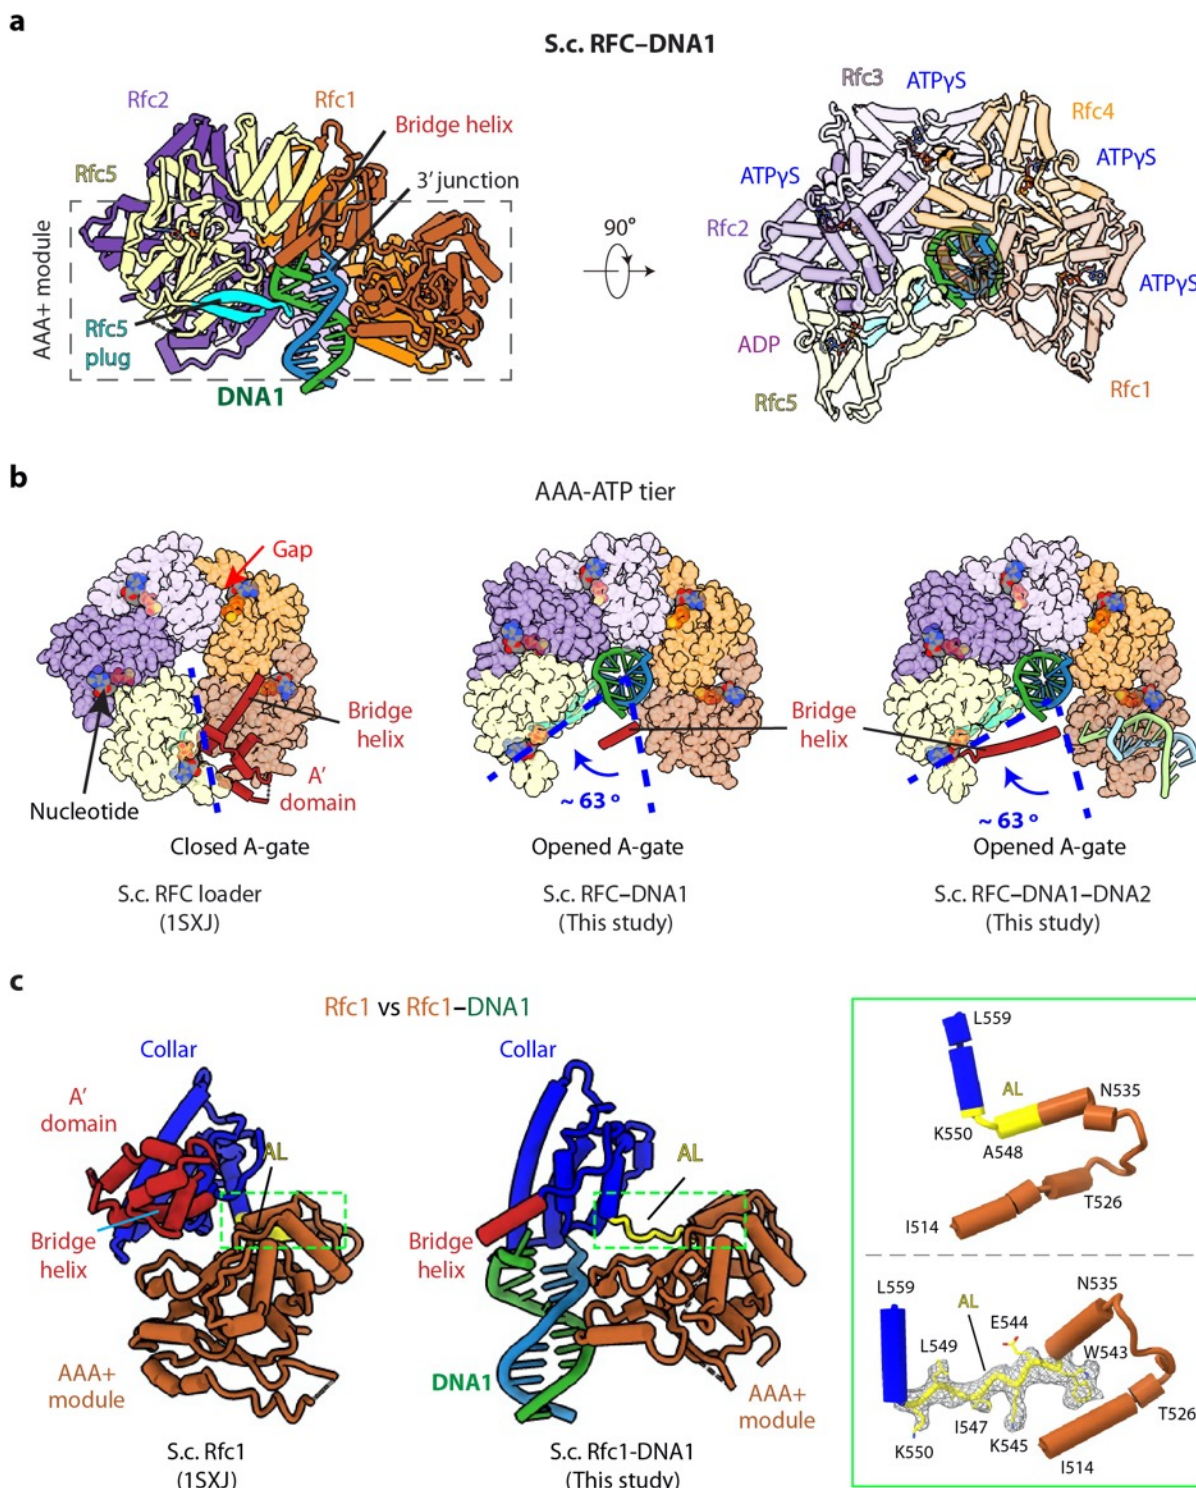 a
S.c. RFC–DNA1
Rfc2
Rfc1
Bridge helix
Rfc5
3′ junction
AAA+ module
Rfc5
plug
DNA1
90°
Rfc3
ATPγS
Rfc4
ATPγS
ATPγS
Rfc2
ATPγS
ADP
Rfc5
Rfc1
b
AAA-ATP tier
Gap
Bridge
helix
A′
domain
Nucleotide
Closed A-gate
S.c. RFC loader
(1SXJ)
~ 63 °
Opened A-gate
S.c. RFC–DNA1
(This study)
Bridge
helix
~ 63 °
Opened A-gate
S.c. RFC–DNA1–DNA2
(This study)
c
Rfc1 vs Rfc1–DNA1
Collar
A′
domain
AL
Bridge
helix
AAA+
module
S.c. Rfc1
(1SXJ)
Collar
AL
Bridge
helix
DNA1
AAA+
module
S.c. Rfc1-DNA1
(This study)
L559
AL
N535
K550
A548
T526
I514
L559
AL
N535
E544
L549
W543
I547
T526
K550
K545
I514